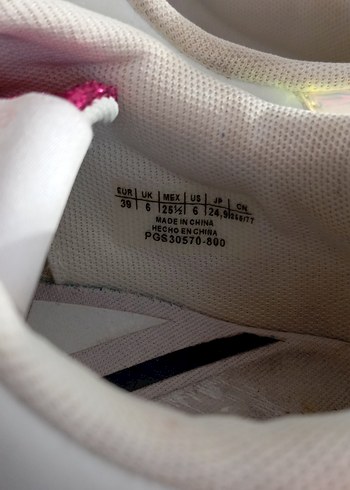 EUR UK MEX US JP CN
39 6 25½ 6 24,9
MADE IN CHINA
HECHO EN CHINA
PGS30570-800